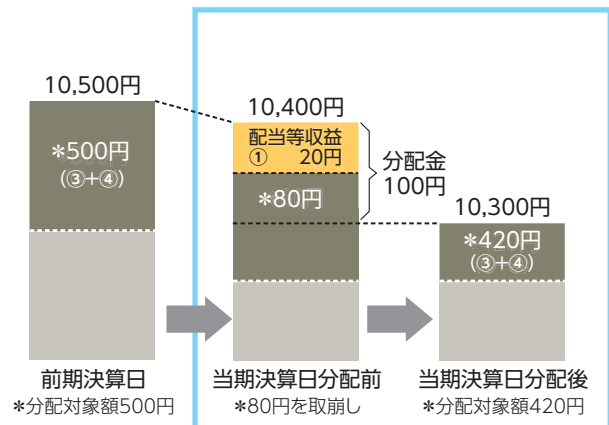 10,500円
*500円
(③+④)
前期決算日
*分配対象額500円
10,400円
配当等収益
① 20円
*80円
分配金
100円
当期決算日分配前
*80円を取崩し
10,300円
*420円
(③+④)
当期決算日分配後
*分配対象額420円